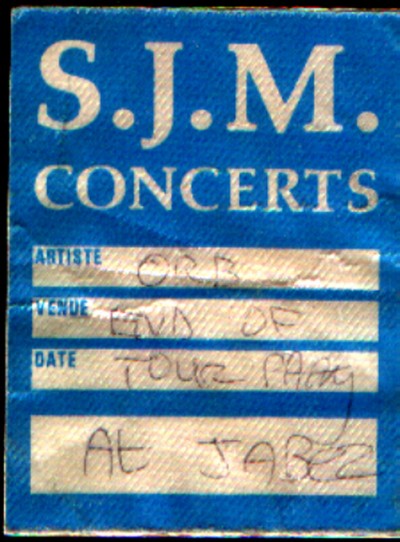 S.J.M.
CONCERTS
ARTISTE ORB
VENUE END OF
DATE TOUR PARTY
At JABEZ